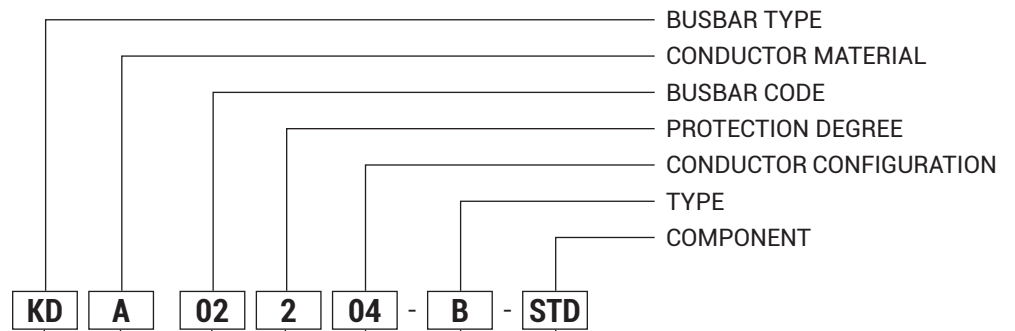 BUSBAR TYPE
CONDUCTOR MATERIAL
BUSBAR CODE
PROTECTION DEGREE
CONDUCTOR CONFIGURATION
TYPE
COMPONENT
KD A 02 2 04 - B - STD